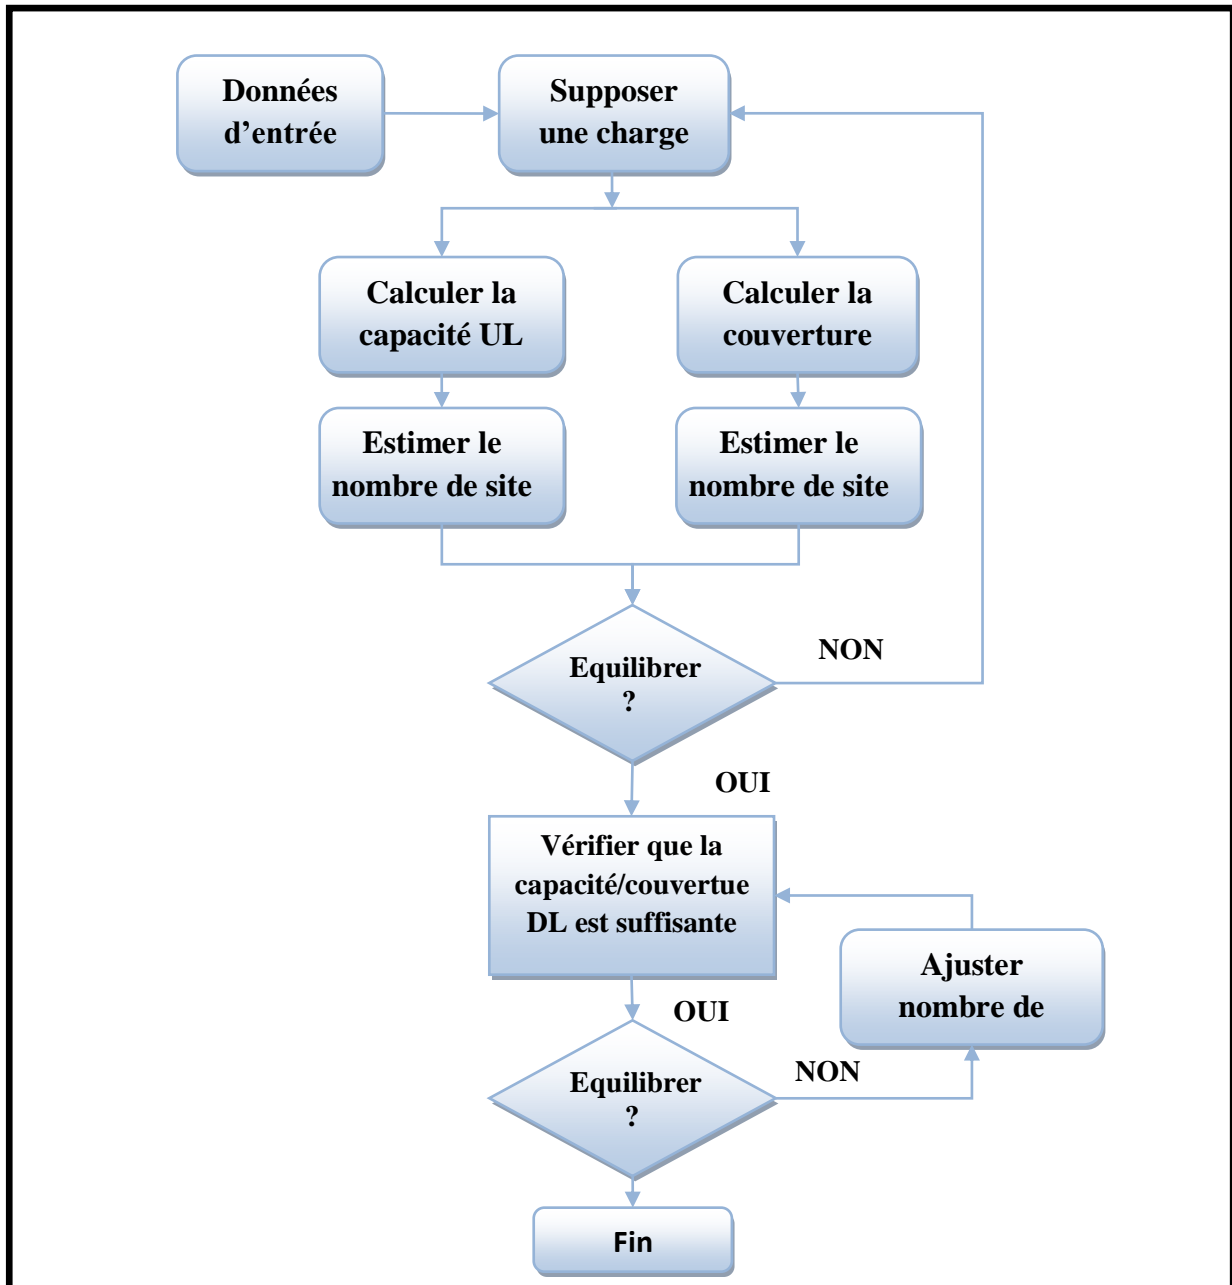 Données
d’entrée
Supposer
une charge
Calculer la
capacité UL
Calculer la
couverture
Estimer le
nombre de site
Estimer le
nombre de site
Equilibrer
?
NON
OUI
Vérifier que la
capacité/couvertue
DL est suffisante
Ajuster
nombre de
OUI
Equilibrer
?
NON
Fin